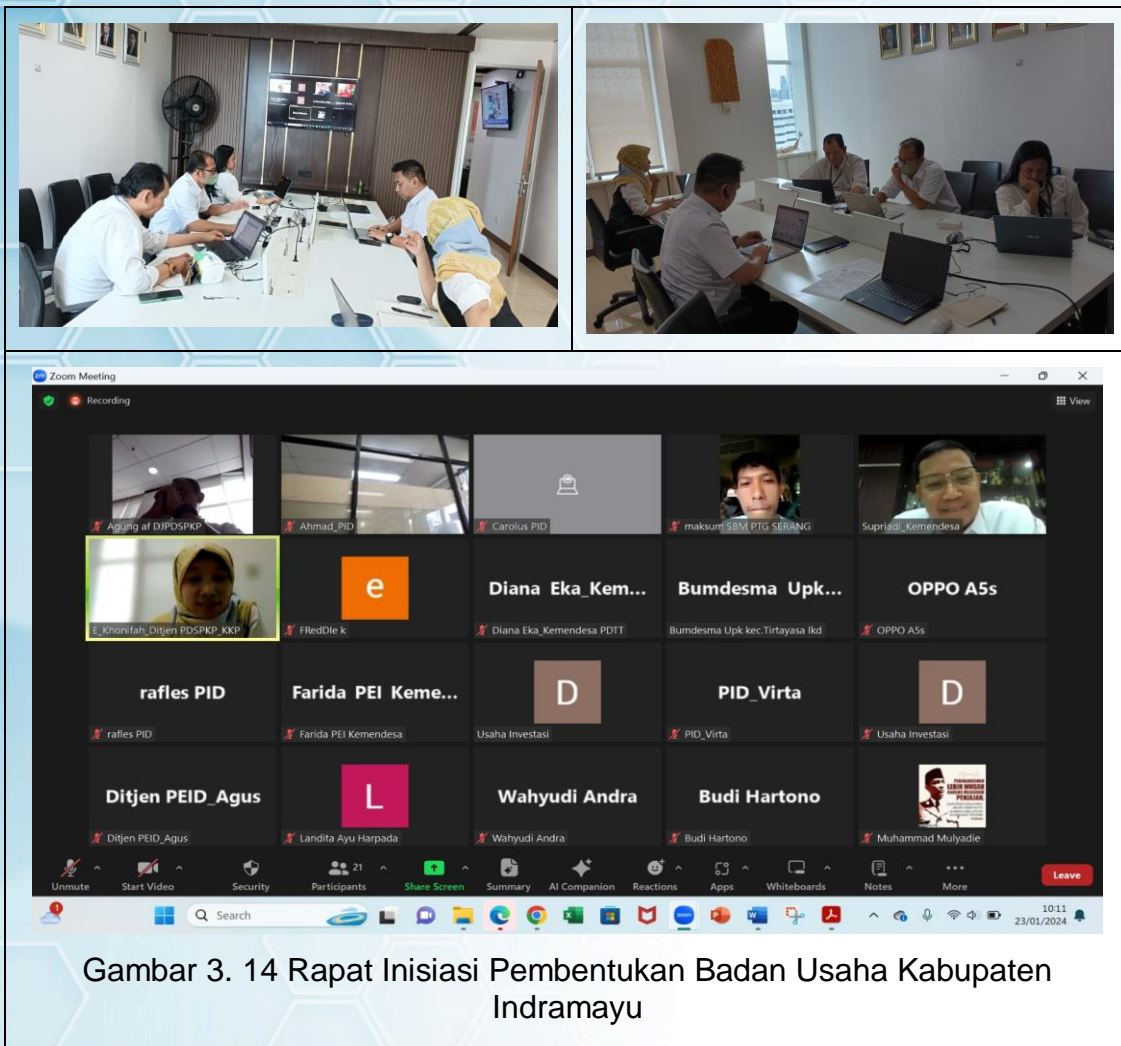 Zoom Meeting
Recording
View
Agung af DJPDSPKP
Ahmad_PID
Carolus PID
maksum SBM PTG SERANG
Supriadi_Kemendesa
E_Khonifah_Ditjen PDSPKP_KKP
e
FRedDIe k
Diana Eka_Kem...
Diana Eka_Kemendesa PDTT
Bumdesma Upk...
Bumdesma Upk kec.Tirtayasa lkd
OPPO A5s
OPPO A5s
rafles PID
rafles PID
Farida PEI Keme...
Farida PEI Kemendesa
D
Usaha Investasi
PID_Virta
PID_Virta
D
Usaha Investasi
Ditjen PEID_Agus
Ditjen PEID_Agus
L
Landita Ayu Harpada
Wahyudi Andra
Wahyudi Andra
Budi Hartono
Budi Hartono
Muhammad Mulyadie
21
Unmute
Start Video
Security
Participants
Share Screen
Summary
AI Companion
Reactions
Apps
Whiteboards
Notes
More
Leave
Search
10:11
23/01/2024
Gambar 3. 14 Rapat Inisiasi Pembentukan Badan Usaha Kabupaten
Indramayu